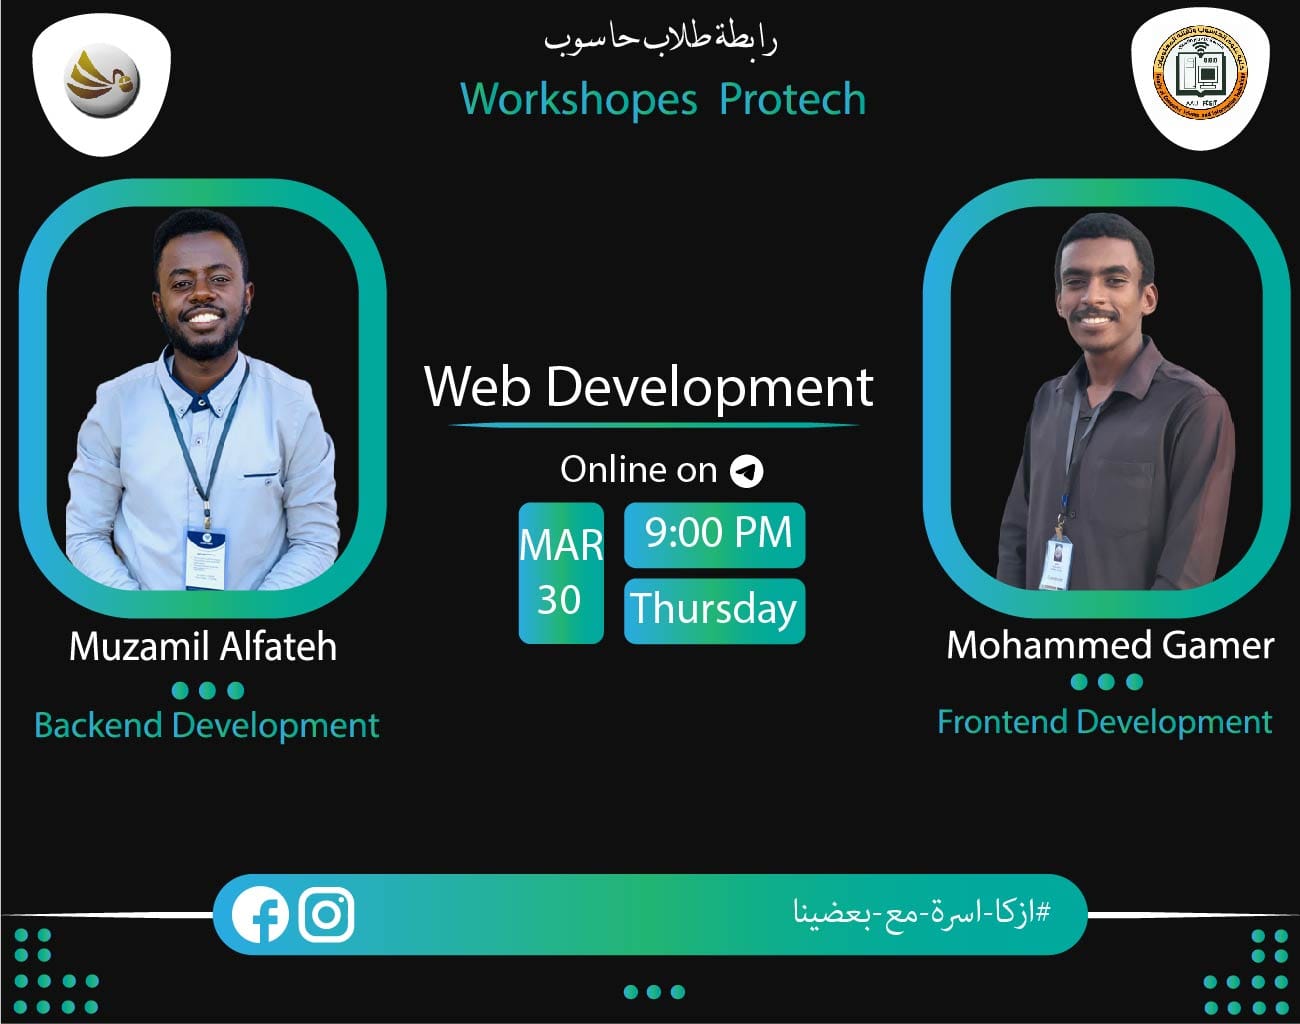 رابطة طلاب حاسوب
Workshopes Protech
Web Development
Online on
MAR
30
9:00 PM
Thursday
Muzamil Alfateh
Backend Development
Mohammed Gamer
Frontend Development
#ازكا-اسرة-مع-بعضينا